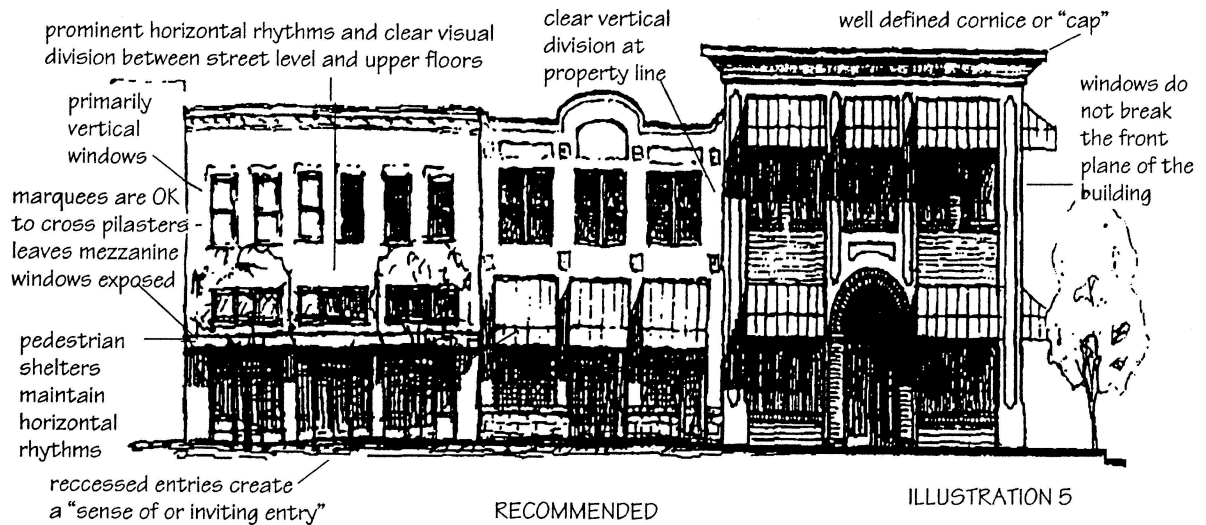 prominent horizontal rhythms and clear visual
division between street level and upper floors
clear vertical
division at
property line
well defined cornice or "cap"
primarily
vertical
windows
windows do
not break
the front
plane of the
building
marquees are OK
to cross pilasters
leaves mezzanine
windows exposed
pedestrian
shelters
maintain
horizontal
rhythms
reccessed entries create
a "sense of or inviting entry"
RECOMMENDED
ILLUSTRATION 5